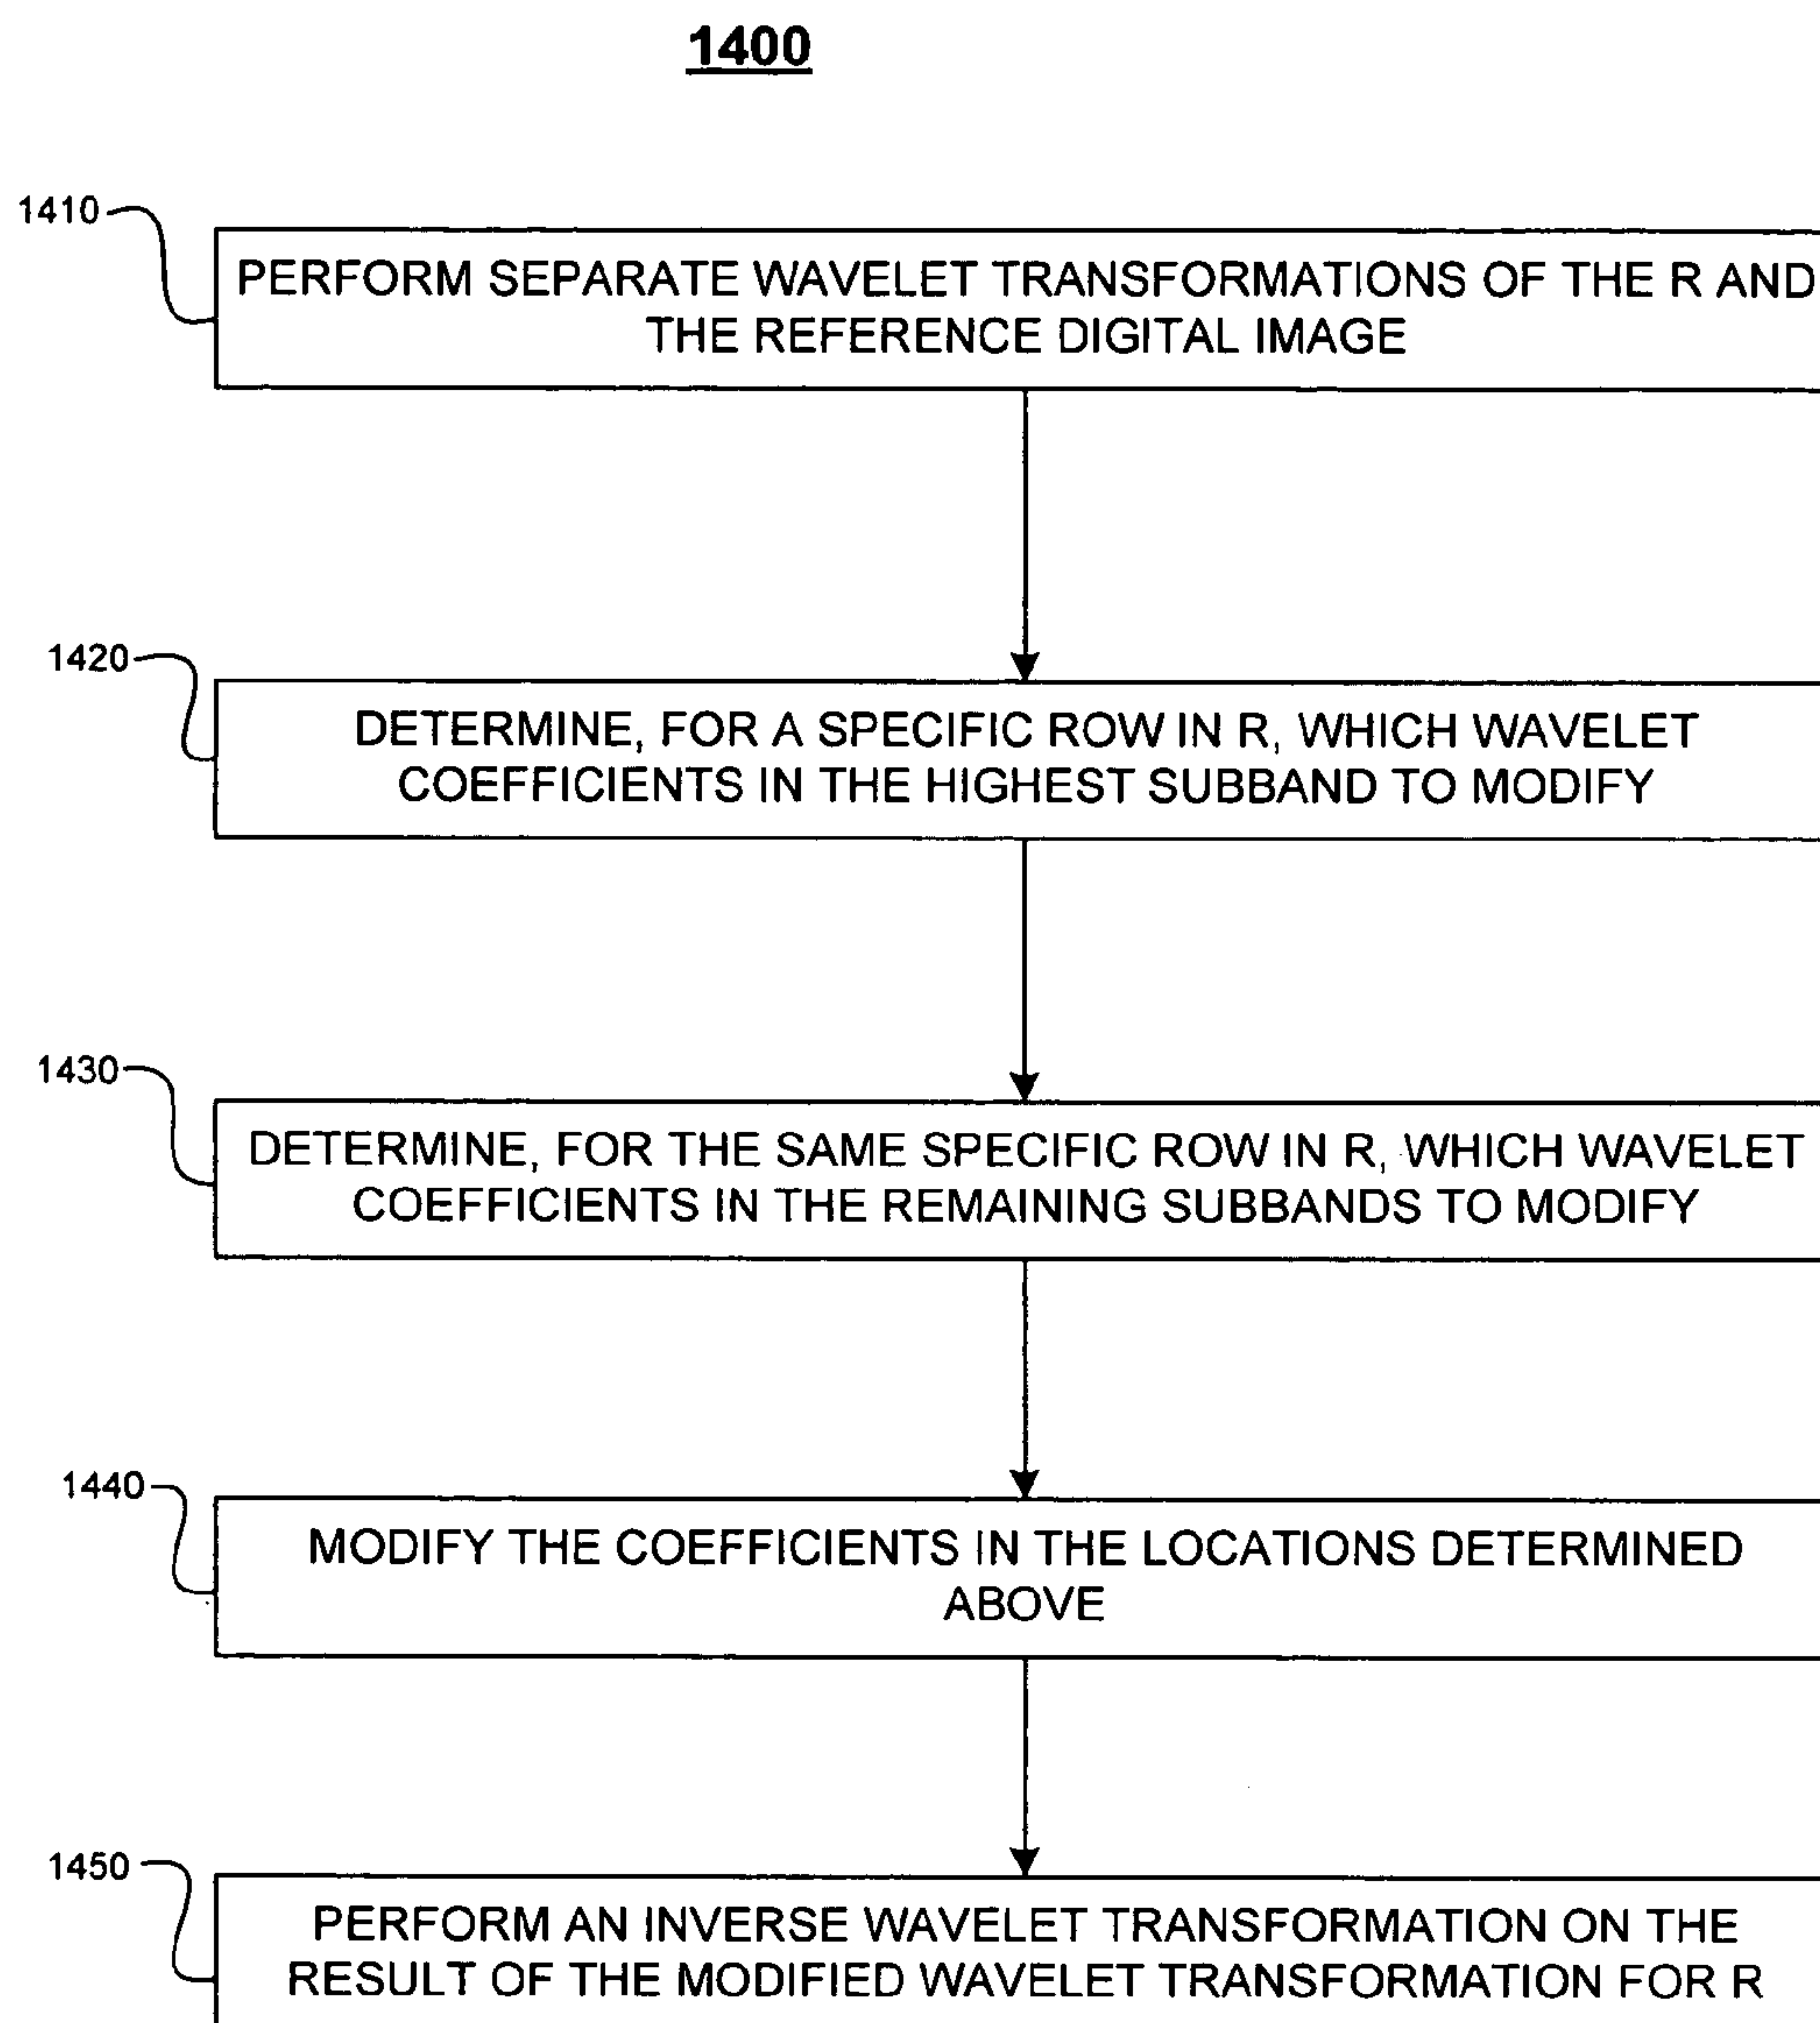 1400
1410
PERFORM SEPARATE WAVELET TRANSFORMATIONS OF THE R AND
THE REFERENCE DIGITAL IMAGE
1420
DETERMINE, FOR A SPECIFIC ROW IN R, WHICH WAVELET
COEFFICIENTS IN THE HIGHEST SUBBAND TO MODIFY
1430
DETERMINE, FOR THE SAME SPECIFIC ROW IN R, WHICH WAVELET
COEFFICIENTS IN THE REMAINING SUBBANDS TO MODIFY
1440
MODIFY THE COEFFICIENTS IN THE LOCATIONS DETERMINED
ABOVE
1450
PERFORM AN INVERSE WAVELET TRANSFORMATION ON THE
RESULT OF THE MODIFIED WAVELET TRANSFORMATION FOR R